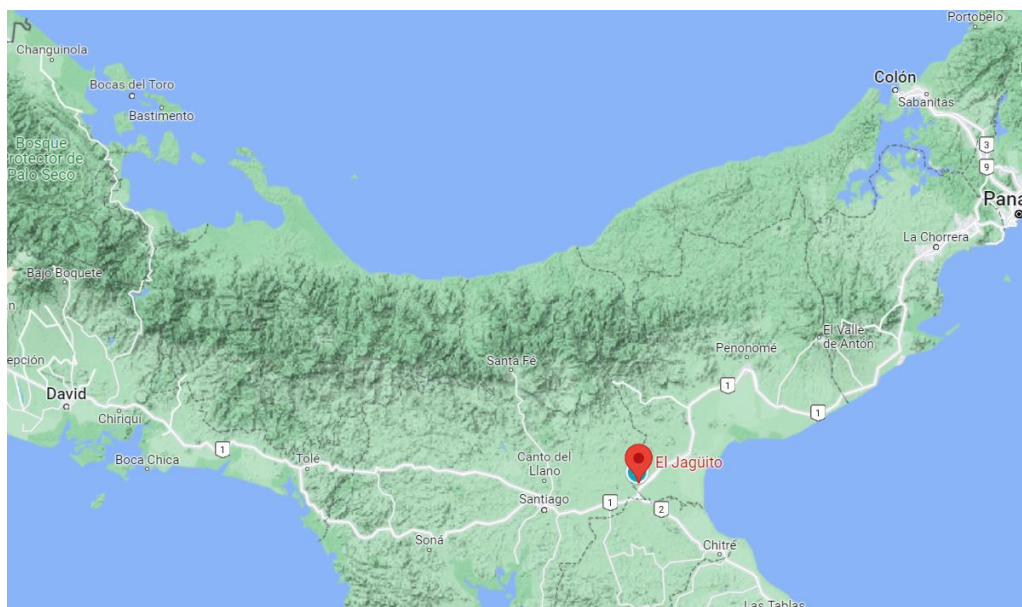 Portobelo
Changuinola
Colón
Bocas del Toro
Sabanitas
Bastimento
3
Bosque
rotector de
Palo Seco
9
Pana
La Chorrera
Bajo Boquete
n
El Valle
de Antón
Penonomé
epción
Santa Fé
1
David
1
Chiriquí
1
Tolé
Boca Chica
Canto del
Llano
El Jagüito
Santiago
1
2
Soná
Chitré
Las Tablas